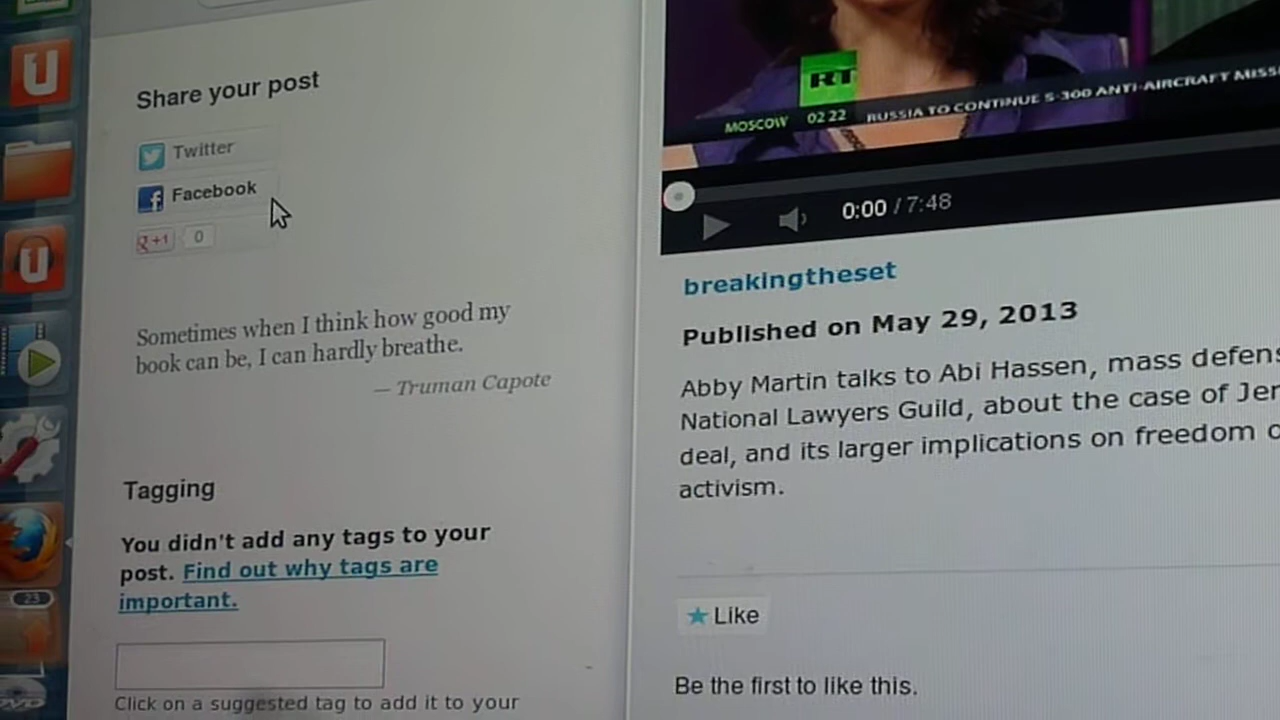 Share your post
Twitter
Facebook
g +1 0
Sometimes when I think how good my
book can be, I can hardly breathe.
— Truman Capote
Tagging
You didn't add any tags to your
post. Find out why tags are
important.
Click on a suggested tag to add it to your
23
RT
MOSCOW 02 22 RUSSIA TO CONTINUE S-300 ANTI-AIRCRAFT
0:00 / 7:48
breakingtheset
Published on May 29, 2013
Abby Martin talks to Abi Hassen, mass
National Lawyers Guild, about the case of
deal, and its larger implications on freedom
activism.
Like
Be the first to like this.